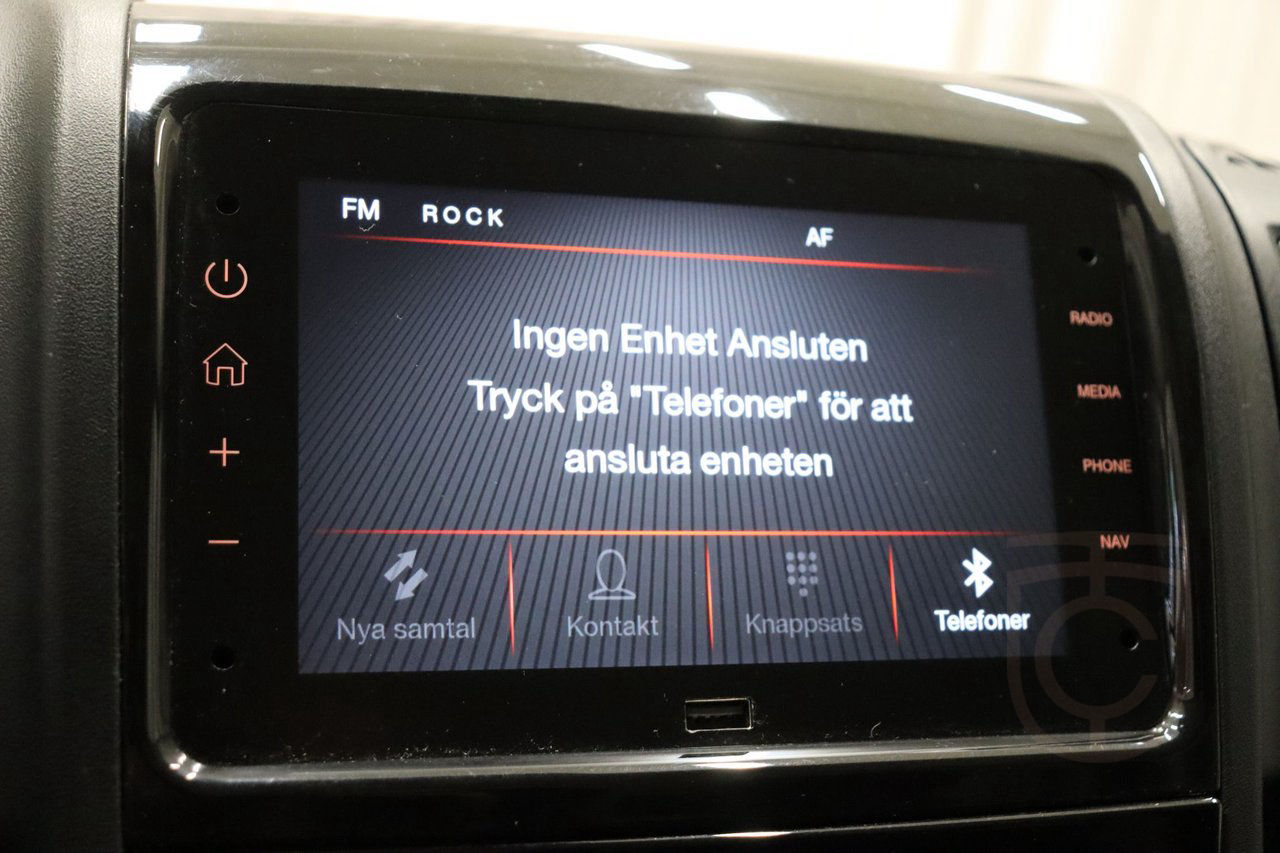 FM ROCK AF
Ingen Enhet Ansluten
Tryck på "Telefoner" för att
ansluta enheten
Nya samtal Kontakt Knappsats Telefoner
RADIO
MEDIA
PHONE
NAV
TC